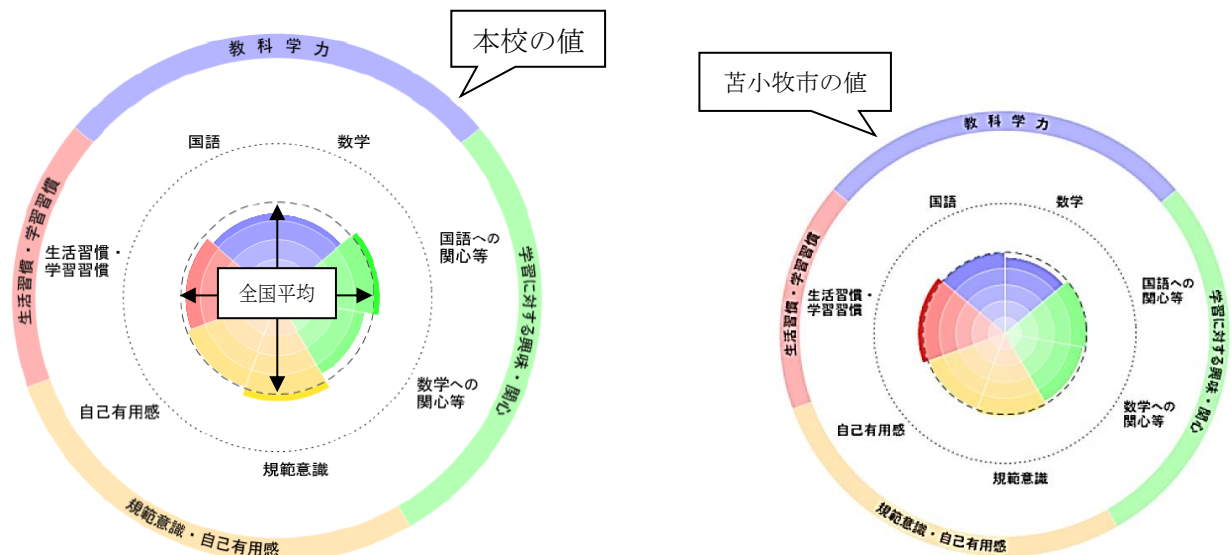 本校の値
教科学力
国語
数学
生活習慣・学習習慣
生活習慣・
学習習慣
国語への
関心等
学習に対する興味・関心
全国平均
数学への
関心等
自己有用感
規範意識
規範意識・自己有用感
苫小牧市の値
教科学力
国語
数学
生活習慣・学習習慣
生活習慣・
学習習慣
国語への
関心等
学習に対する興味・関心
数学への
関心等
自己有用感
規範意識
規範意識・自己有用感